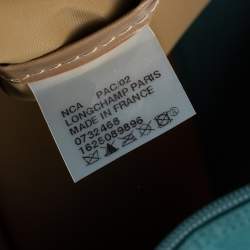 NCA PAC/02
LONGCHAMP PARIS
MADE IN FRANCE
0732468
1625089896